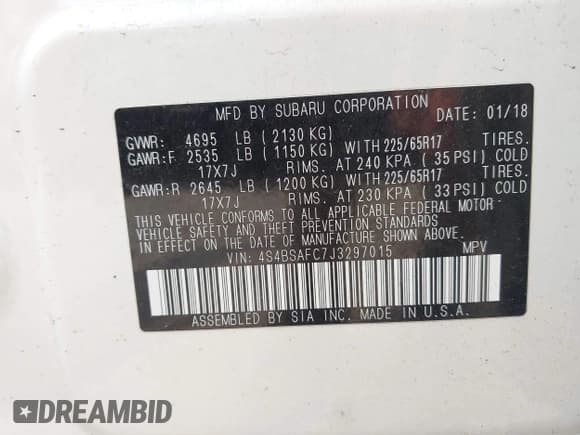 MFD BY SUBARU CORPORATION DATE: 01/18
GVWR: 4695 LB (2130 KG)
GAWR:F 2535 LB (1150 KG) WITH 225/65R17 TIRES.
17X7J RIMS. AT 240 KPA (35 PSI) COLD
GAWR:R 2645 LB (1200 KG) WITH 225/65R17 TIRES.
17X7J RIMS. AT 230 KPA (33 PSI) COLD
THIS VEHICLE CONFORMS TO ALL APPLICABLE FEDERAL MOTOR
VEHICLE SAFETY AND THEFT PREVENTION STANDARDS
IN EFFECT ON THE DATE OF MANUFACTURE SHOWN ABOVE.
VIN: 4S4BSAFC7J3297015 MPV
ASSEMBLED BY SIA INC. MADE IN U.S.A.
DREAMBID